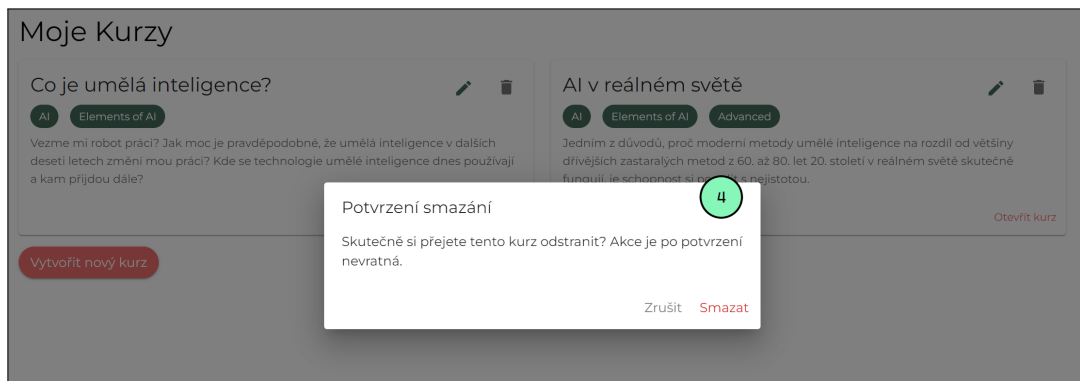 Moje Kurzy
Co je umělá inteligence?
AI
Elements of AI
Vezme mi robot práci? Jak moc je pravděpodobné, že umělá inteligence v dalších
deseti letech změní mou práci? Kde se technologie umělé inteligence dnes používají
a kam přijdou dále?
AI v reálném světě
AI
Elements of AI
Advanced
Jedním z důvodů, proč moderní metody umělé inteligence na rozdíl od většiny
dřívějších zastaralých metod z 60. až 80. let 20. století v reálném světě skutečně
fungují, je schopnost si s nejistotou.
Otevřít kurz
Vytvořit nový kurz
4
Potvrzení smazání
Skutečně si přejete tento kurz odstranit? Akce je po potvrzení
nevratná.
Zrušit
Smazat